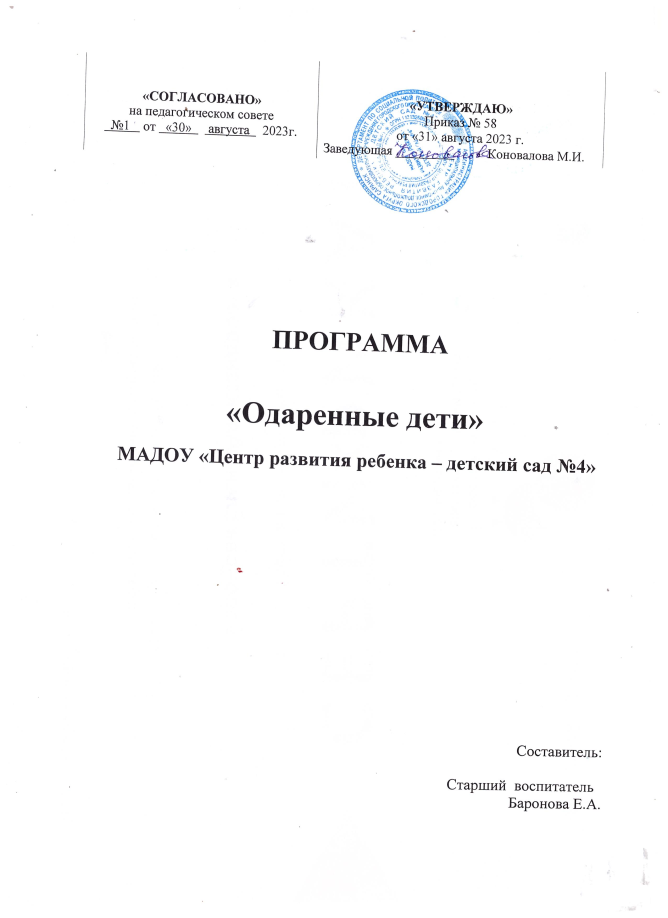 «СОГЛАСОВАНО»
на педагогическом совете
№1 от «30» августа 2023г.
«УТВЕРЖДАЮ»
Приказ № 58
от «31» августа 2023 г.
Заведующая Коновалова Коновалова М.И.
ПРОГРАММА
«Одаренные дети»
МАДОУ «Центр развития ребенка – детский сад №4»
Составитель:
Старший воспитатель
Баронова Е.А.